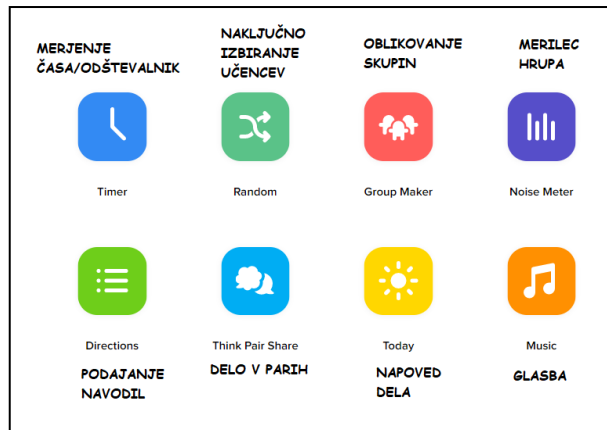 MERJENJE
ČASA/ODŠTEVALNIK
NAKLJUČNO
IZBIRANJE
UČENCEV
OBLIKOVANJE
SKUPIN
MERILEC
HRUPA
Timer
Random
Group Maker
Noise Meter
Directions
Think Pair Share
Today
Music
PODAJANJE
NAVODIL
DELO V PARIH
NAPOVED
DELA
GLASBA